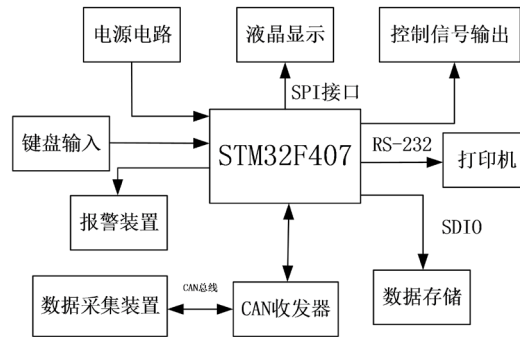 电源电路
液晶显示
控制信号输出
SPI接口
键盘输入
STM32F407
RS-232
打印机
报警装置
SDIO
CAN总线
数据采集装置
CAN收发器
数据存储